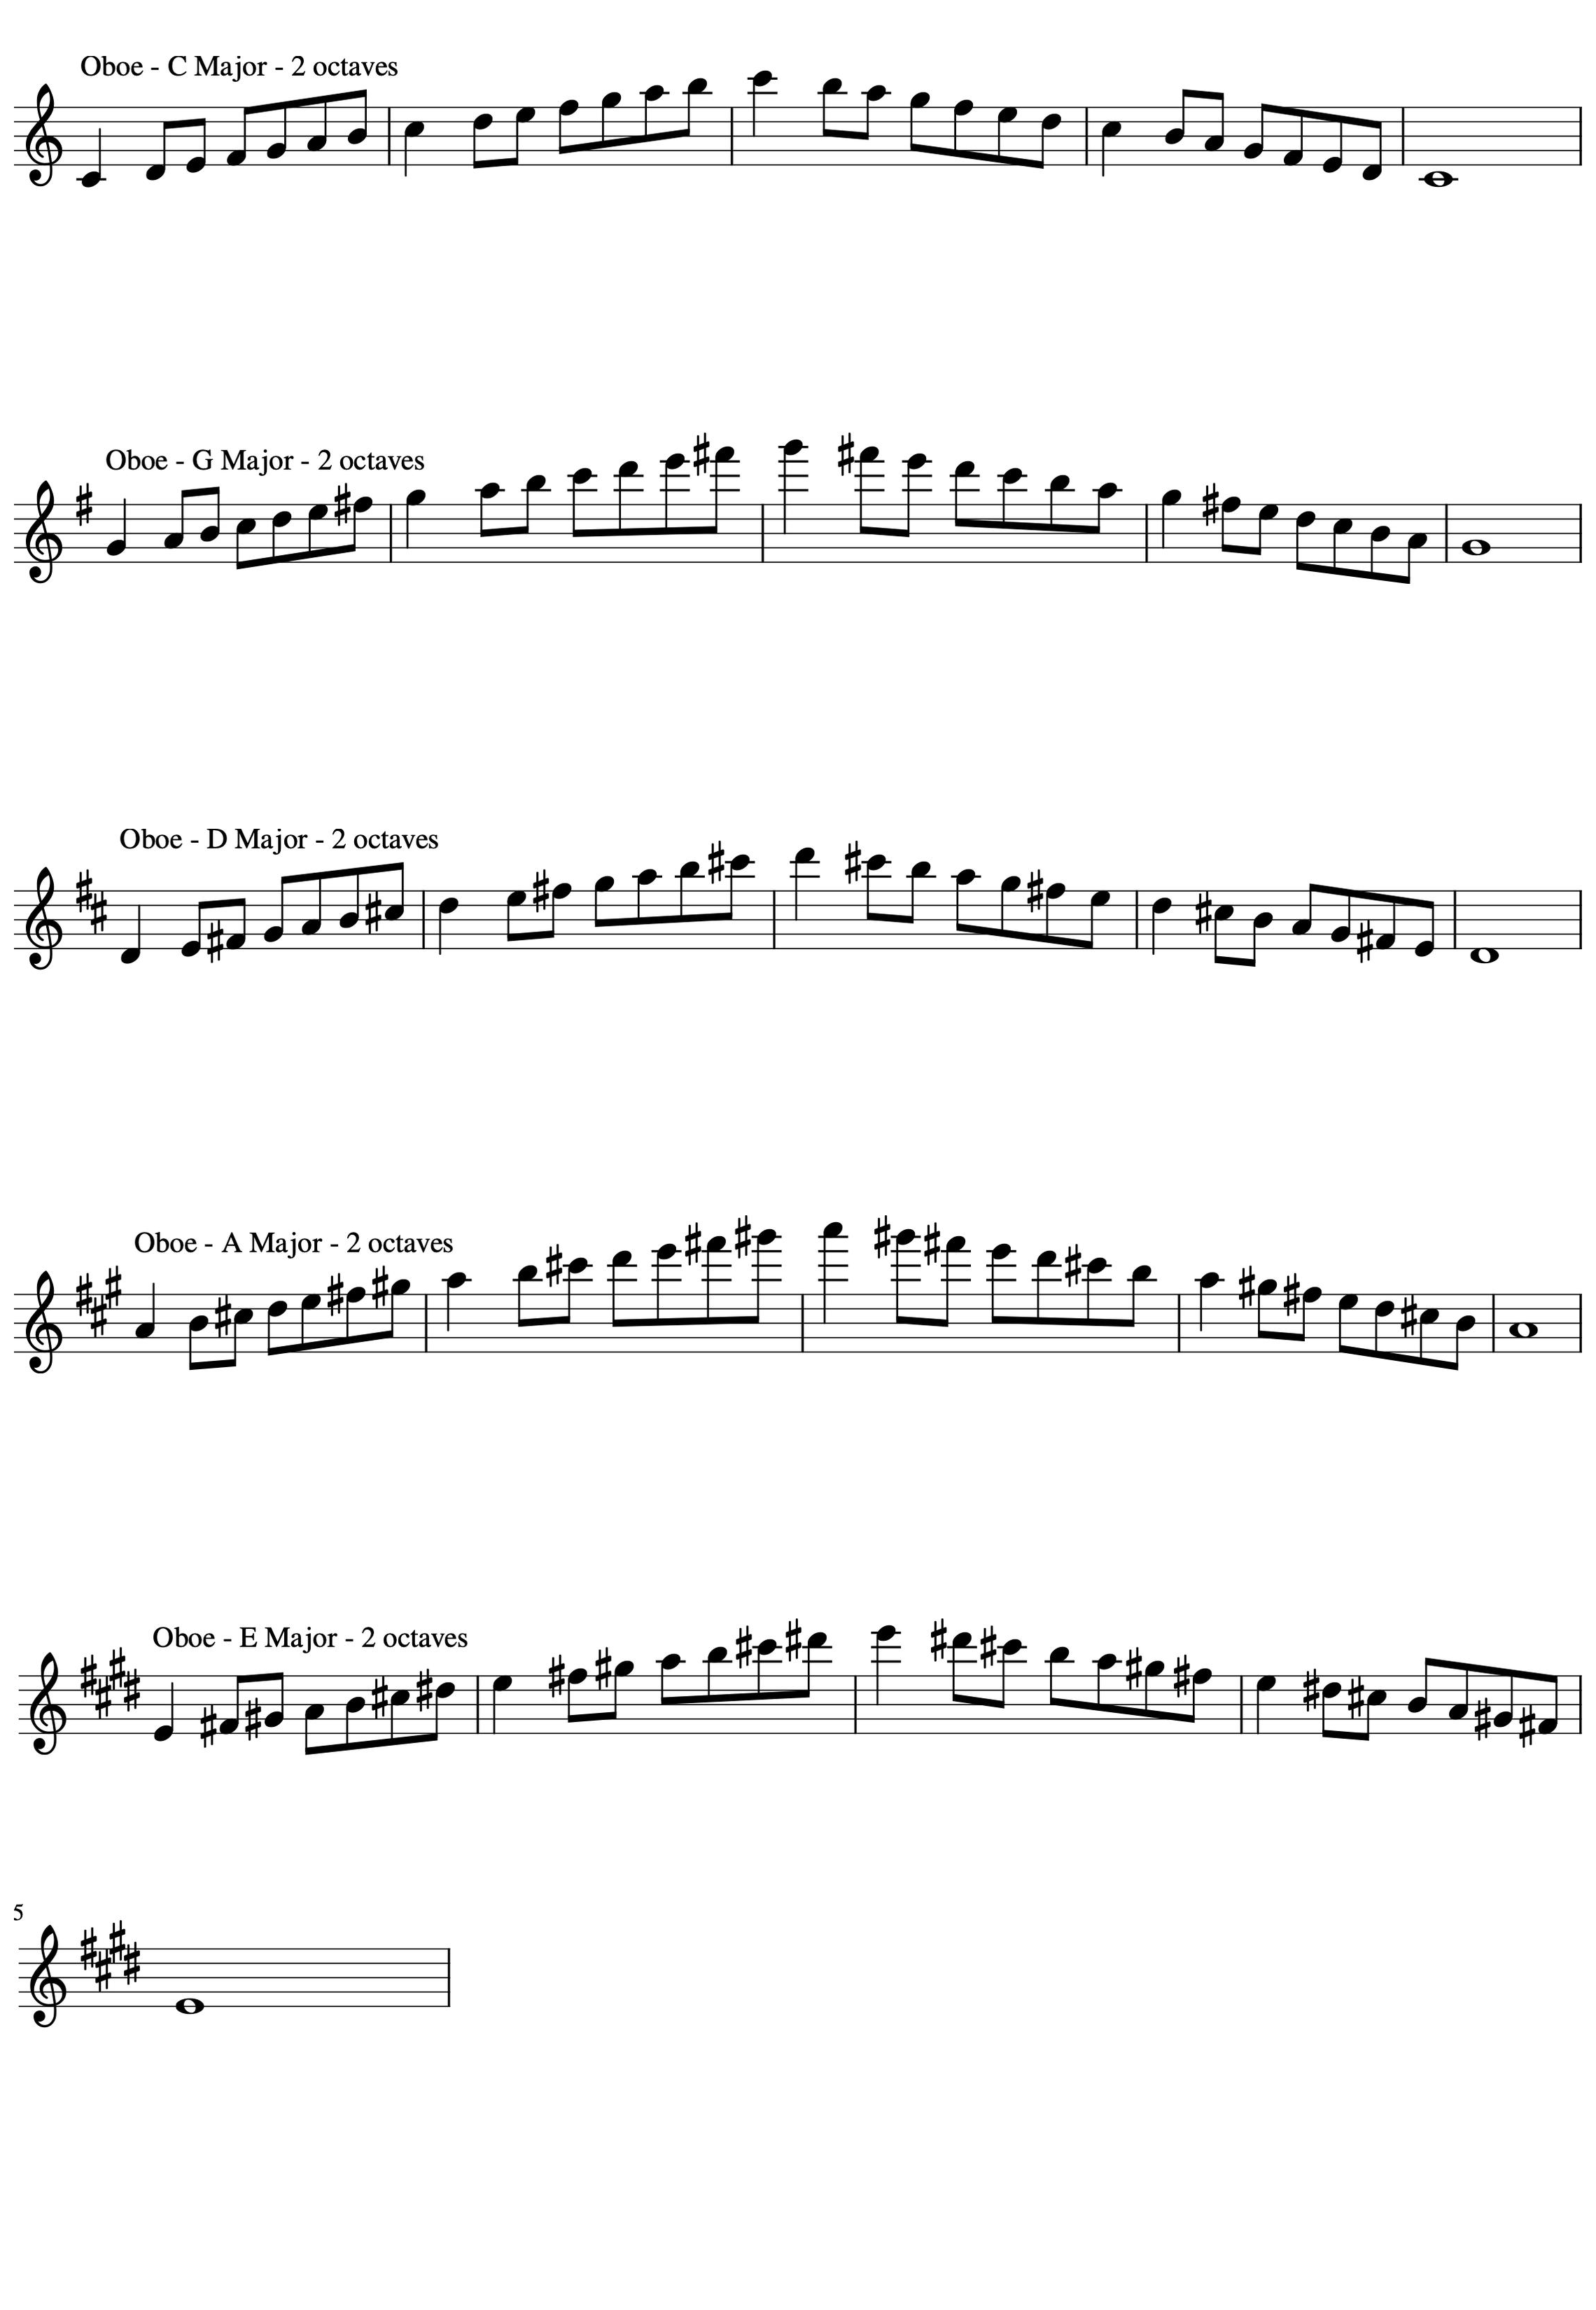 Oboe - C Major - 2 octaves
Oboe - G Major - 2 octaves
Oboe - D Major - 2 octaves
Oboe - A Major - 2 octaves
Oboe - E Major - 2 octaves
5